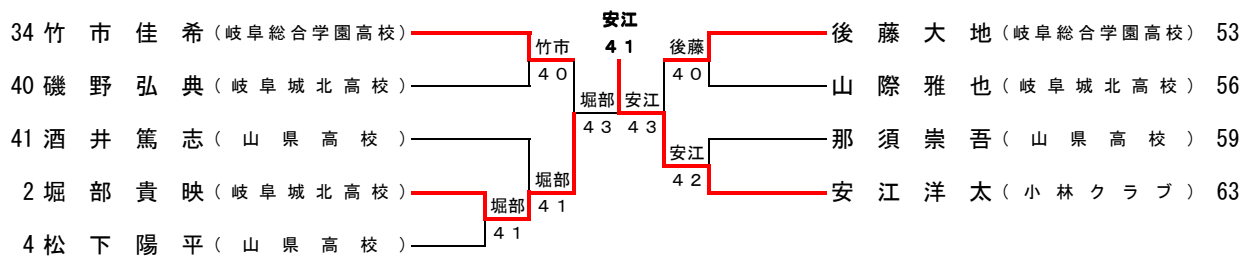 安江
４１
34 竹市佳希（岐阜総合学園高校）
竹市
４０
後藤
４０
後藤大地（岐阜総合学園高校） 53
40 磯野弘典（岐阜城北高校）
山際雅也（岐阜城北高校） 56
堀部
４３
安江
４３
41 酒井篤志（山県高校）
那須崇吾（山県高校） 59
堀部
４１
安江
４２
2 堀部貴映（岐阜城北高校）
安江洋太（小林クラブ） 63
堀部
４１
4 松下陽平（山県高校）